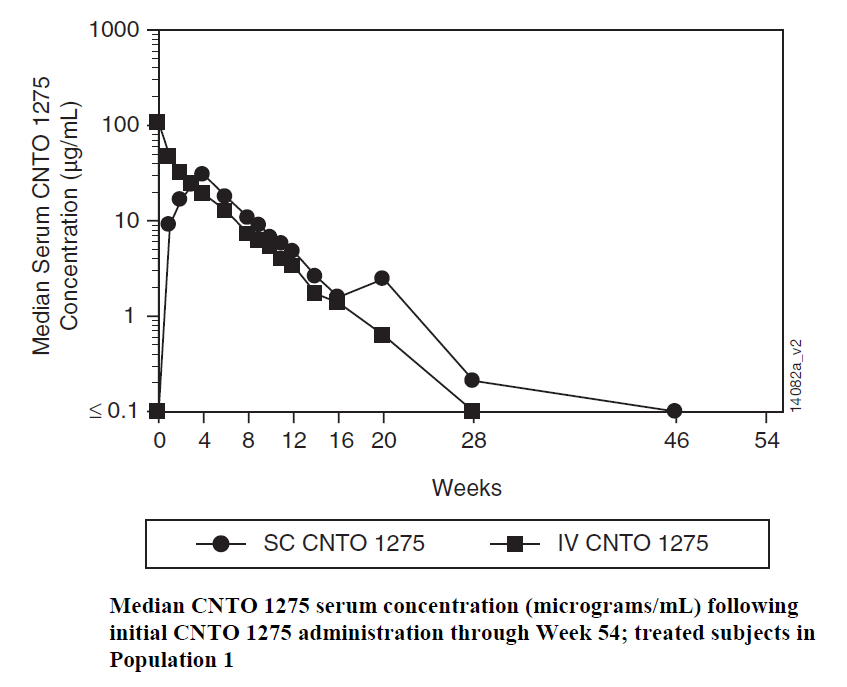 1000
100
10
1
≤ 0.1
Median Serum CNTO 1275
Concentration (µg/mL)
0 4 8 12 16 20 28 46 54
Weeks
14082a_v2
SC CNTO 1275 IV CNTO 1275
Median CNTO 1275 serum concentration (micrograms/mL) following
initial CNTO 1275 administration through Week 54; treated subjects in
Population 1